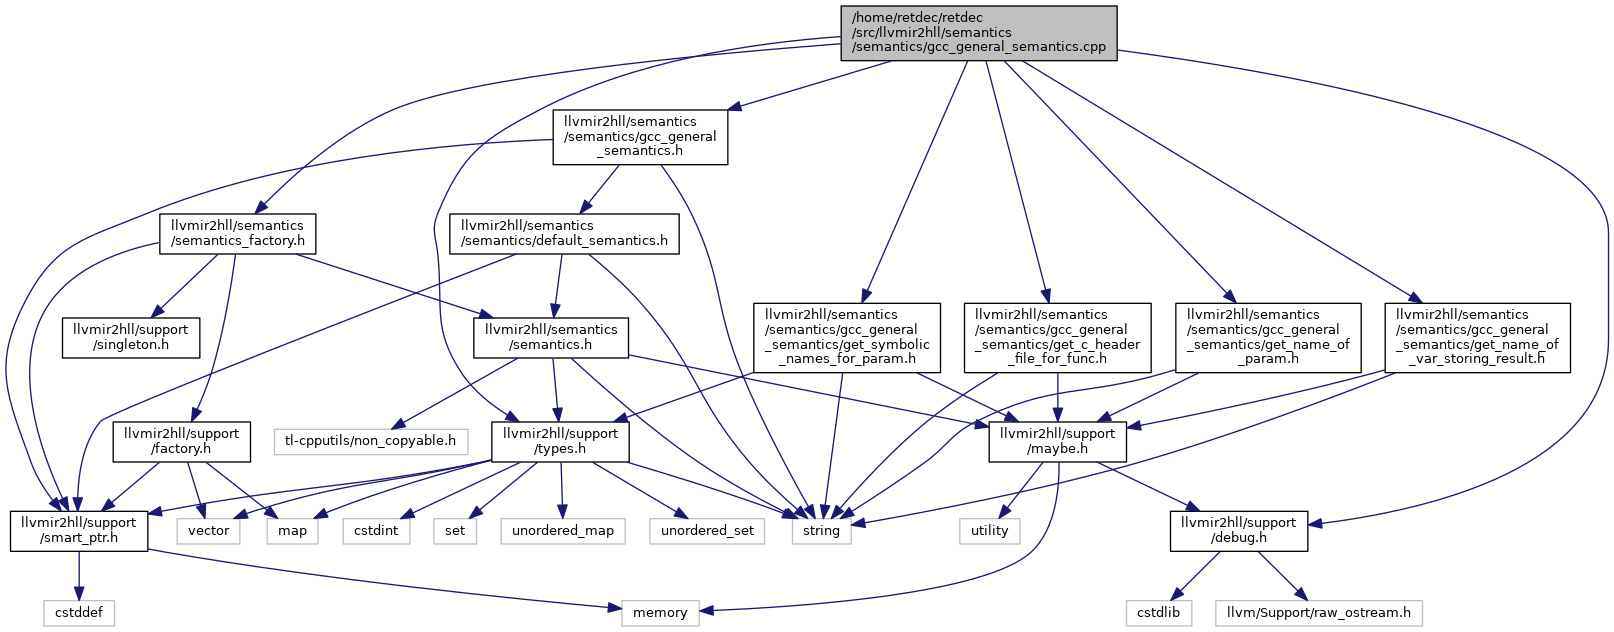 /home/retdec/retdec
/src/llvmir2hll/semantics
/semantics/gcc_general_semantics.cpp
llvmir2hll/semantics
/semantics/gcc_general
_semantics.h
llvmir2hll/semantics
/semantics_factory.h
llvmir2hll/semantics
/semantics/default_semantics.h
llvmir2hll/support
/singleton.h
llvmir2hll/semantics
/semantics.h
llvmir2hll/semantics
/semantics/gcc_general
_semantics/get_symbolic
_names_for_param.h
llvmir2hll/semantics
/semantics/gcc_general
_semantics/get_c_header
_file_for_func.h
llvmir2hll/semantics
/semantics/gcc_general
_semantics/get_name_of
_param.h
llvmir2hll/semantics
/semantics/gcc_general
_semantics/get_name_of
_var_storing_result.h
llvmir2hll/support
/factory.h
tl-cpputils/non_copyable.h
llvmir2hll/support
/types.h
llvmir2hll/support
/maybe.h
llvmir2hll/support
/smart_ptr.h
vector
map
cstdint
set
unordered_map
unordered_set
string
utility
llvmir2hll/support
/debug.h
cstddef
memory
cstdlib
llvm/Support/raw_ostream.h